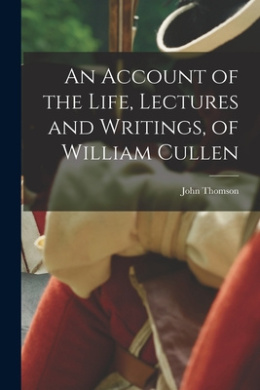 An Account of the Life, Lectures
and Writings, of
William Cullen
John Thomson